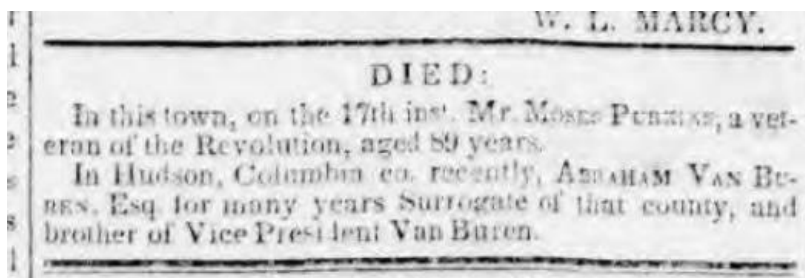 W. L. MARCY.
DIED:
In this town, on the 17th inst. Mr. MOSES PERKINS, a vet-
eran of the Revolution, aged 89 years.
In Hudson, Columbia co. recently, ABRAHAM VAN BU-
REN, Esq. for many years Surrogate of that county, and
brother of Vice President Van Buren.